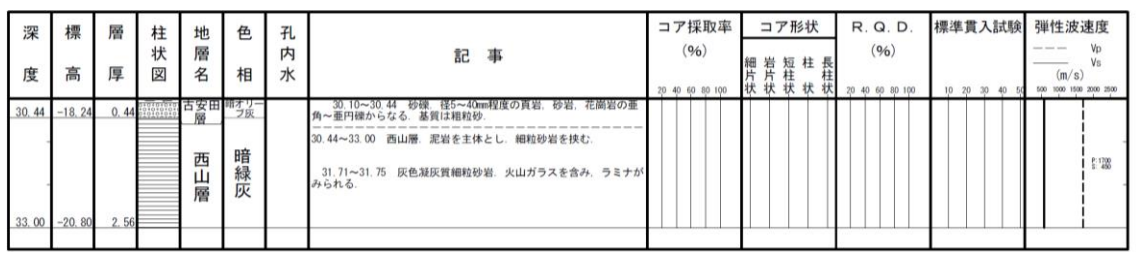 深度 標高 層厚 柱状図 地層名 色相 孔内水 記 事 コア採取率 (%) コア形状 R. Q. D. (%) 標準貫入試験 弾性波速度
Vp
Vs
(m/s)
細片状 岩片状 短柱状 柱状 長柱状
20 40 60 80 100 20 40 60 80 100 10 20 30 40 50 500 1000 1500 2000 2500
30.44 -18.24 0.44 古安田層 暗オリーブ灰
30.10~30.44 砂礫. 径5~40mm程度の頁岩, 砂岩, 花崗岩の亜
角~亜円礫からなる. 基質は粗粒砂.
30.44~33.00 西山層. 泥岩を主体とし, 細粒砂岩を挟む.
西山層 暗緑灰
31.71~31.75 灰色凝灰質細粒砂岩. 火山ガラスを含み, ラミナが
みられる.
P:1700
S: 450
33.00 -20.80 2.56